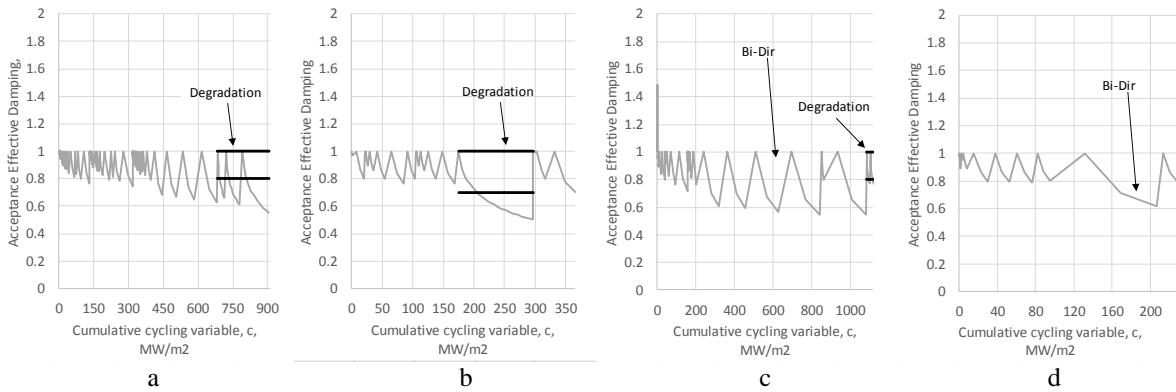 Acceptance Effective Damping,
2
1.8
1.6
1.4
1.2
1
0.8
0.6
0.4
0.2
0
Degradation
0 150 300 450 600 750 900
Cumulative cycling variable, c,
MW/m2
a
Acceptance Effective Damping
2
1.8
1.6
1.4
1.2
1
0.8
0.6
0.4
0.2
0
Degradation
0 50 100 150 200 250 300 350
Cumulative cycling variable, c,
MW/m2
b
Acceptance Effective Damping
2
1.8
1.6
1.4
1.2
1
0.8
0.6
0.4
0.2
0
Bi-Dir
Degradation
0 200 400 600 800 1000
Cumulative cycling variable, c,
MW/m2
c
Acceptance Effective Damping
2
1.8
1.6
1.4
1.2
1
0.8
0.6
0.4
0.2
0
Bi-Dir
0 40 80 120 160 200
Cumulative cycling variable, c,
MW/m2
d